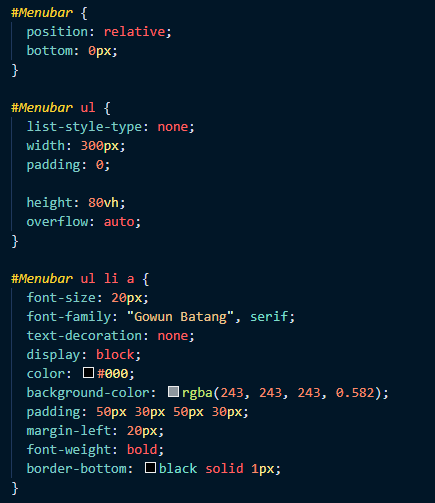 #Menubar {
position: relative;
bottom: 0px;
}
#Menubar ul {
list-style-type: none;
width: 300px;
padding: 0;
height: 80vh;
overflow: auto;
}
#Menubar ul li a {
font-size: 20px;
font-family: "Gowun Batang", serif;
text-decoration: none;
display: block;
color: #000;
background-color: rgba(243, 243, 243, 0.582);
padding: 50px 30px 50px 30px;
margin-left: 20px;
font-weight: bold;
border-bottom: black solid 1px;
}